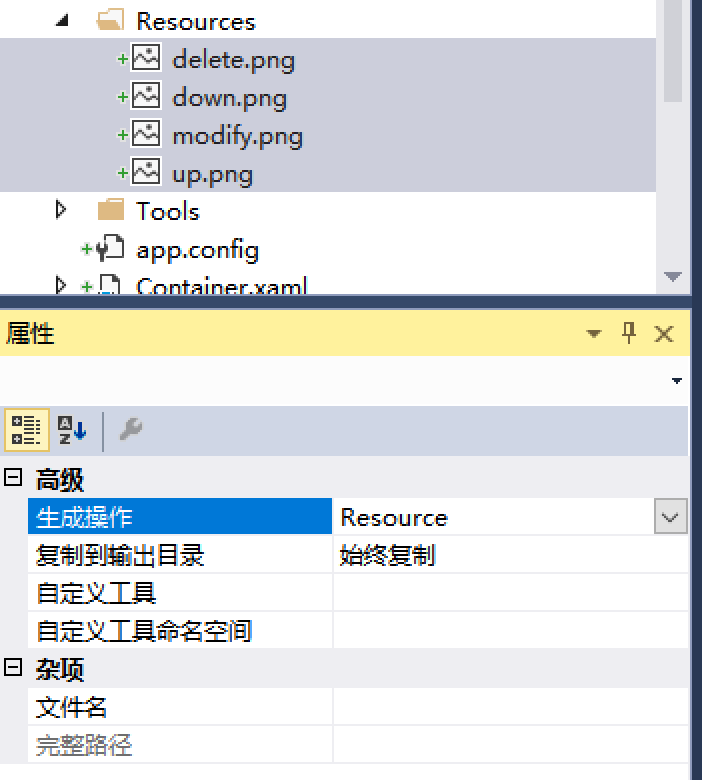 Resources
delete.png
down.png
modify.png
up.png
Tools
app.config
Container.xaml
属性
高级
生成操作 Resource
复制到输出目录 始终复制
自定义工具
自定义工具命名空间
杂项
文件名
完整路径